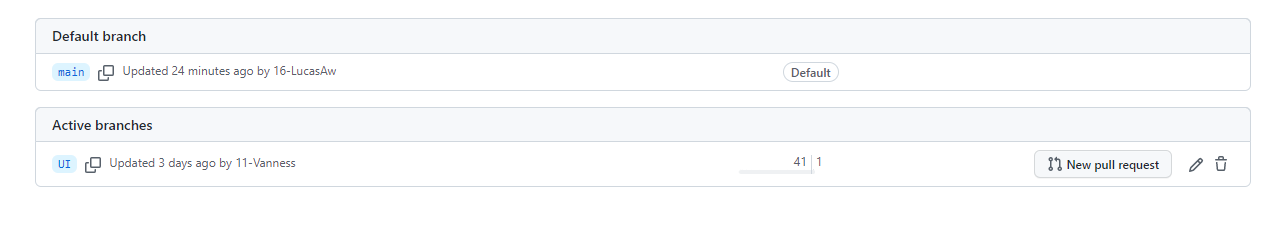 Default branch
main Updated 24 minutes ago by 16-LucasAw Default
Active branches
UI Updated 3 days ago by 11-Vanness 41 1 New pull request